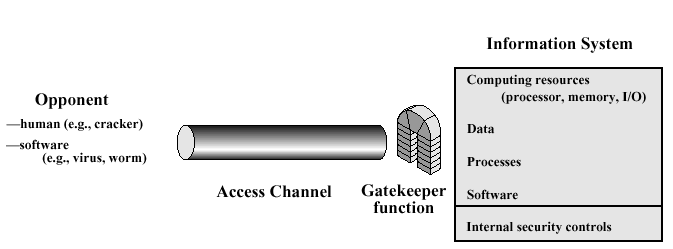 Information System
Opponent
—human (e.g., cracker)
—software
(e.g., virus, worm)
Access Channel
Gatekeeper
function
Computing resources
(processor, memory, I/O)
Data
Processes
Software
Internal security controls